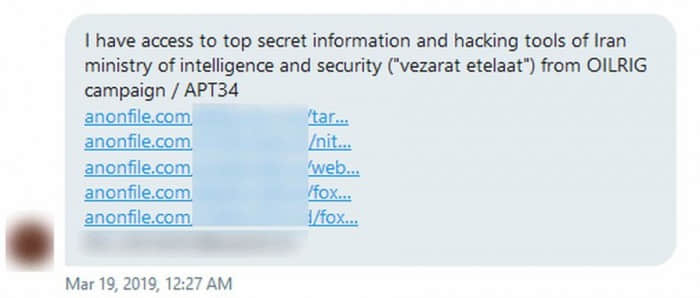 I have access to top secret information and hacking tools of Iran
ministry of intelligence and security ("vezarat etelaat") from OILRIG
campaign / APT34
anonfile.com /tar...
anonfile.com /nit...
anonfile.com /web...
anonfile.com /fox...
anonfile.com /fox...
Mar 19, 2019, 12:27 AM